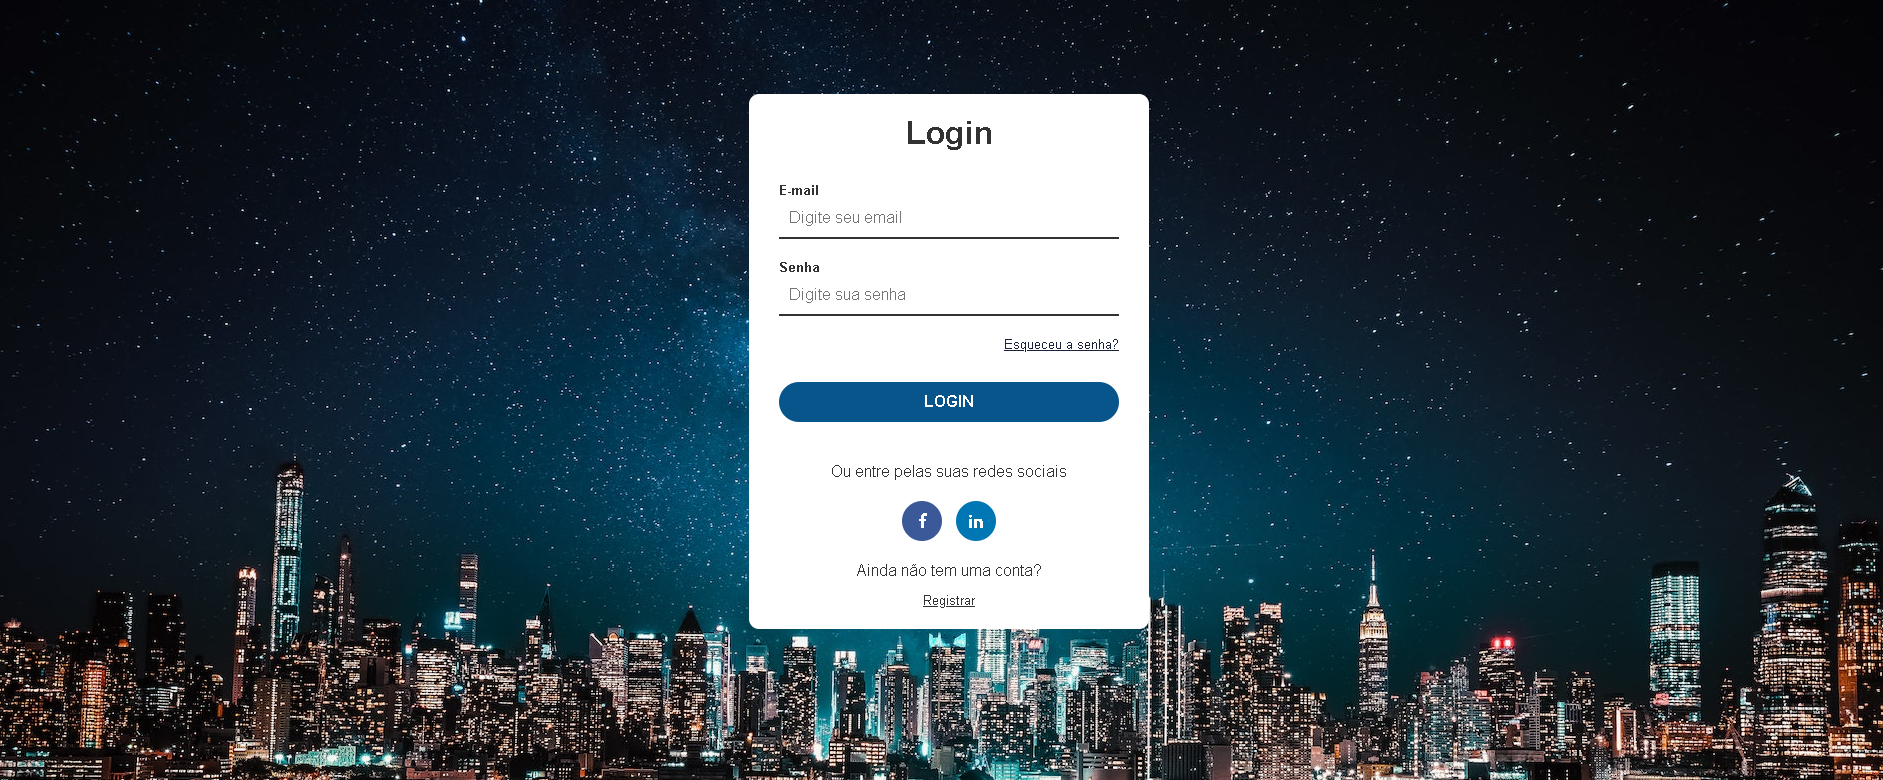 Login
E-mail
Digite seu email
Senha
Digite sua senha
Esqueceu a senha?
LOGIN
Ou entre pelas suas redes sociais
f in
Ainda não tem uma conta?
Registrar